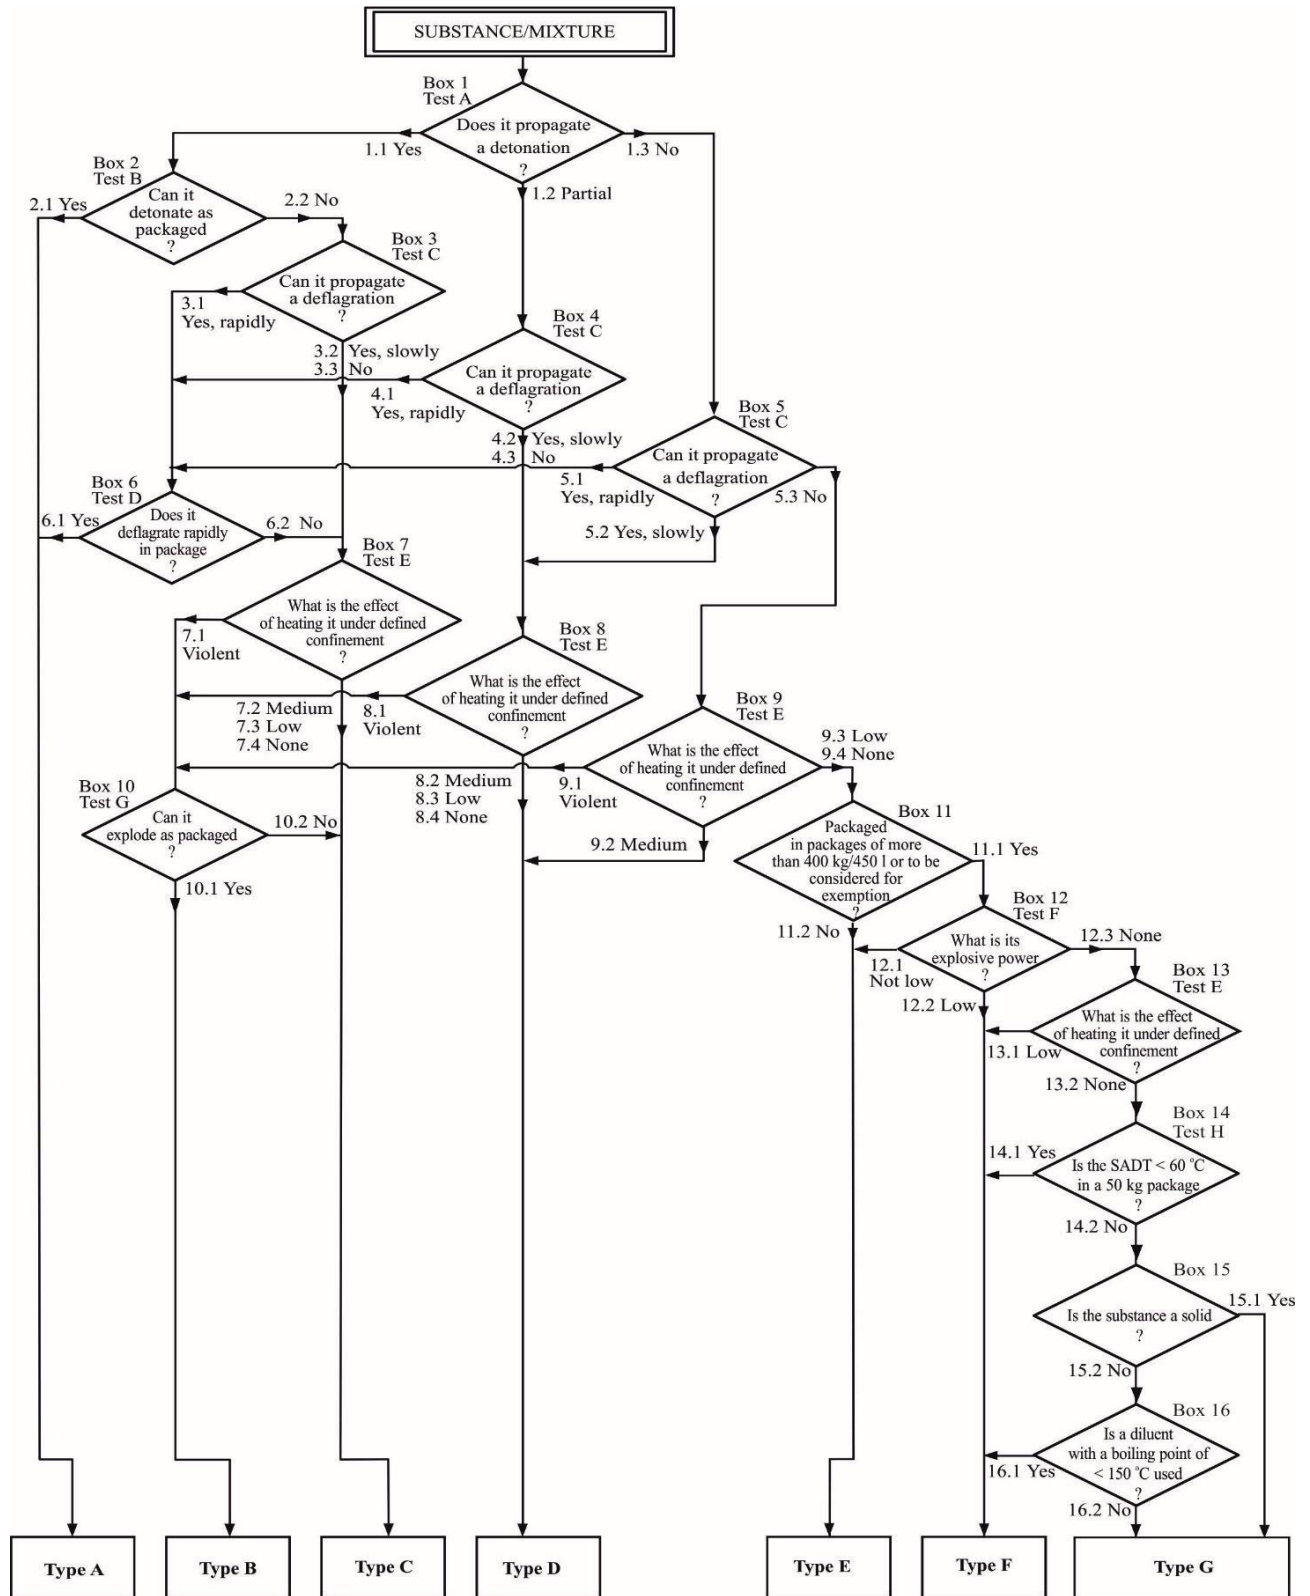 SUBSTANCE/MIXTURE
Box 1
Test A
Does it propagate
a detonation
?
1.1 Yes
1.3 No
1.2 Partial
Box 2
Test B
Can it
detonate as
packaged
?
2.1 Yes
2.2 No
Box 3
Test C
Can it propagate
a deflagration
?
3.1
Yes, rapidly
3.2 Yes, slowly
3.3 No
Box 4
Test C
Can it propagate
a deflagration
?
4.1
Yes, rapidly
4.2 Yes, slowly
4.3 No
Box 5
Test C
Can it propagate
a deflagration
?
5.1
Yes, rapidly
5.3 No
5.2 Yes, slowly
Box 6
Test D
Does it
deflagrate rapidly
in package
?
6.1 Yes
6.2 No
Box 7
Test E
What is the effect
of heating it under defined
confinement
?
7.1
Violent
7.2 Medium
7.3 Low
7.4 None
Box 8
Test E
What is the effect
of heating it under defined
confinement
?
8.1
Violent
8.2 Medium
8.3 Low
8.4 None
Box 9
Test E
What is the effect
of heating it under defined
confinement
?
9.1
Violent
9.3 Low
9.4 None
9.2 Medium
Box 10
Test G
Can it
explode as packaged
?
10.2 No
10.1 Yes
Box 11
Packaged
in packages of more
than 400 kg/450 l or to be
considered for
exemption
?
11.1 Yes
11.2 No
Box 12
Test F
What is its
explosive power
?
12.1
Not low
12.3 None
12.2 Low
Box 13
Test E
What is the effect
of heating it under defined
confinement
?
13.1 Low
13.2 None
Box 14
Test H
Is the SADT < 60 °C
in a 50 kg package
?
14.1 Yes
14.2 No
Box 15
Is the substance a solid
?
15.1 Yes
15.2 No
Box 16
Is a diluent
with a boiling point of
< 150 °C used
?
16.1 Yes
16.2 No
Type A
Type B
Type C
Type D
Type E
Type F
Type G